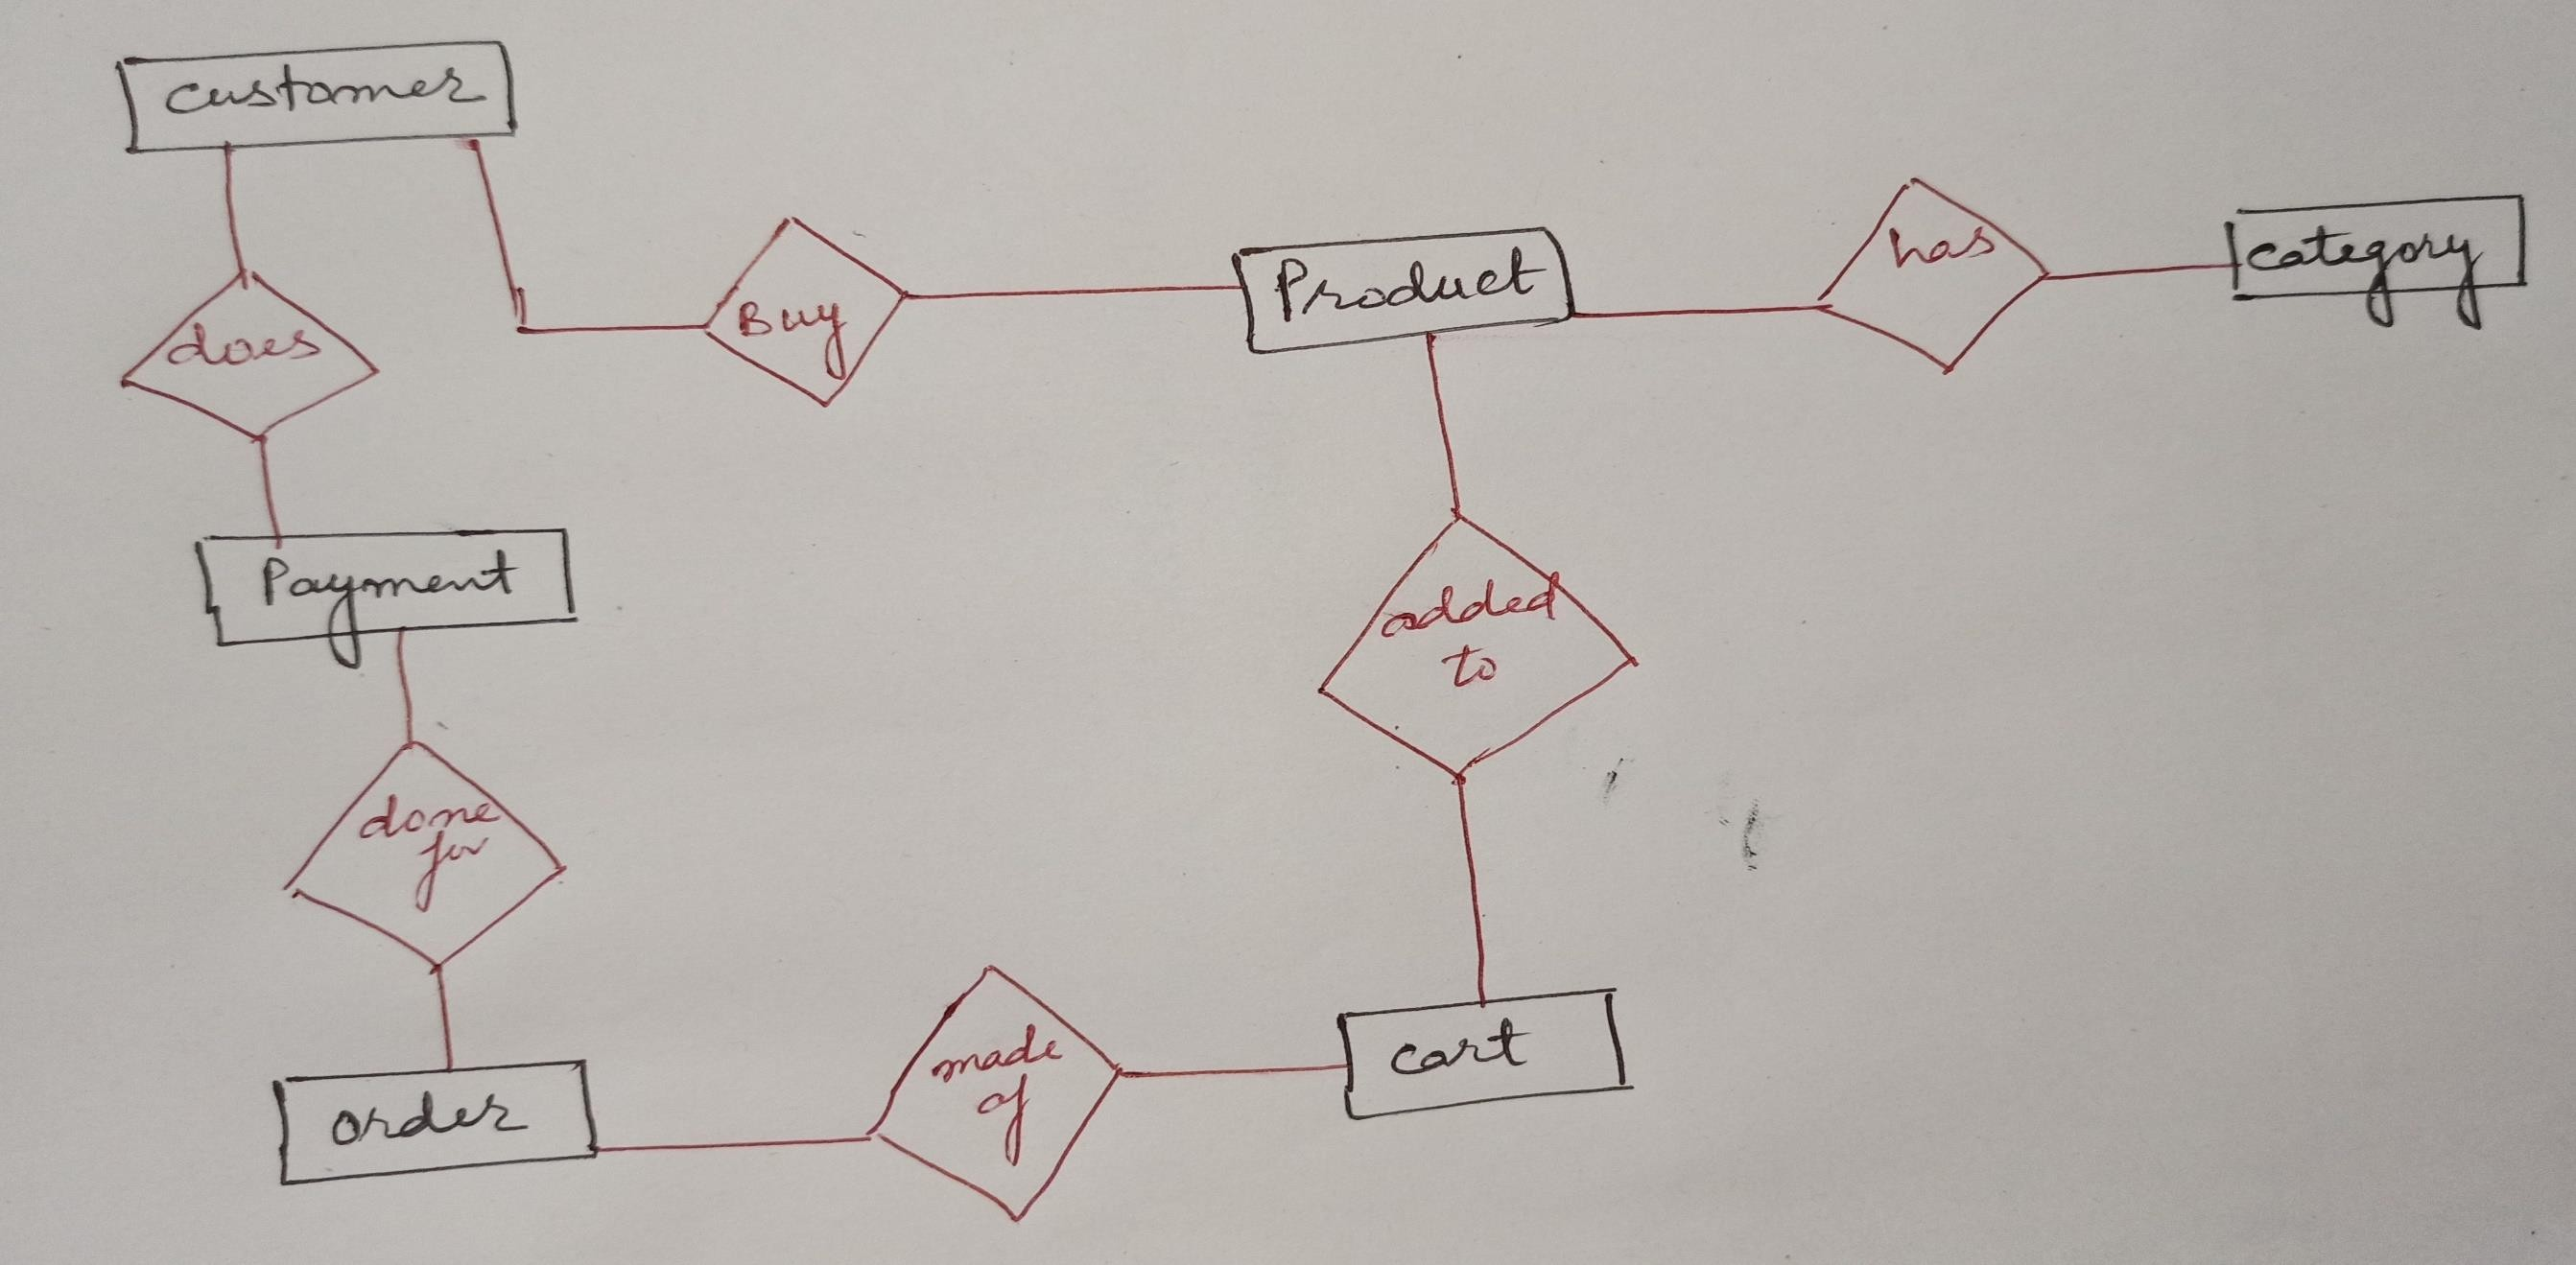 customer
Buy
Product
has
category
does
Payment
added
to
done
for
made
of
cart
order